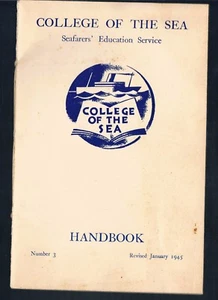 COLLEGE OF THE SEA
Seafarers' Education Service
COLLEGE
OF THE
SEA
HANDBOOK
Number 3 Revised January 1945